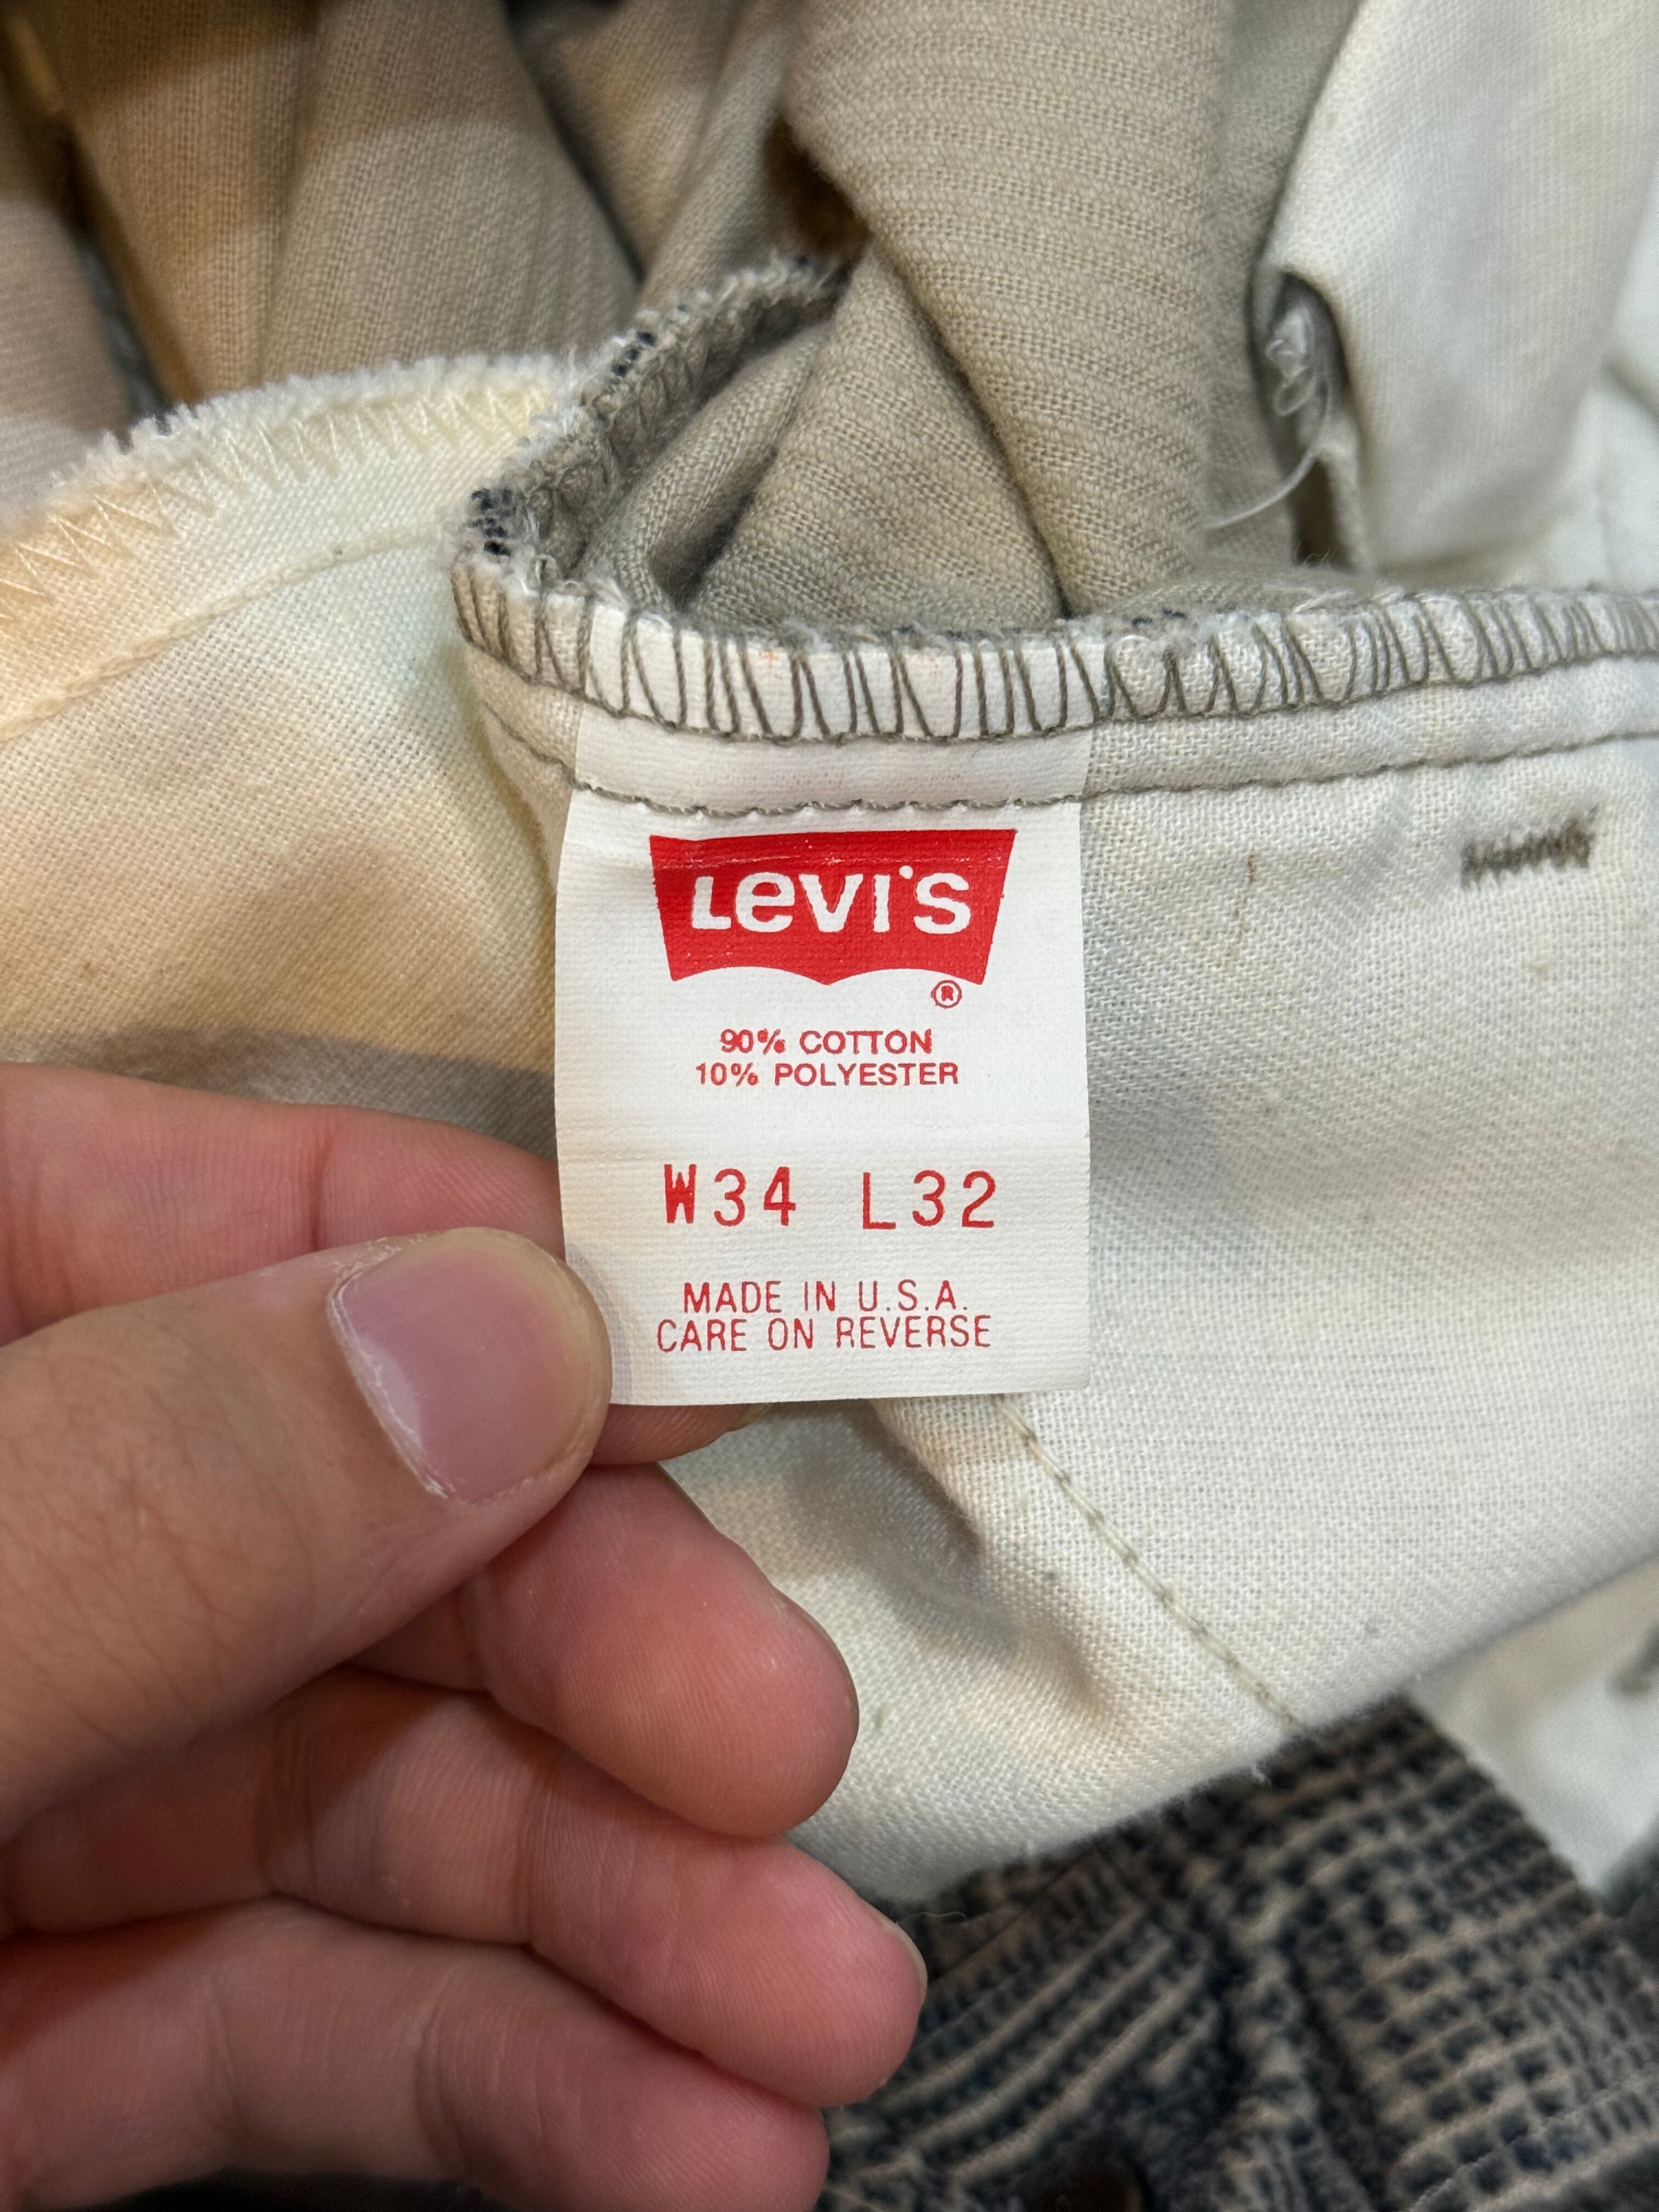 Levi's
®
90% COTTON
10% POLYESTER
W34 L32
MADE IN U.S.A.
CARE ON REVERSE